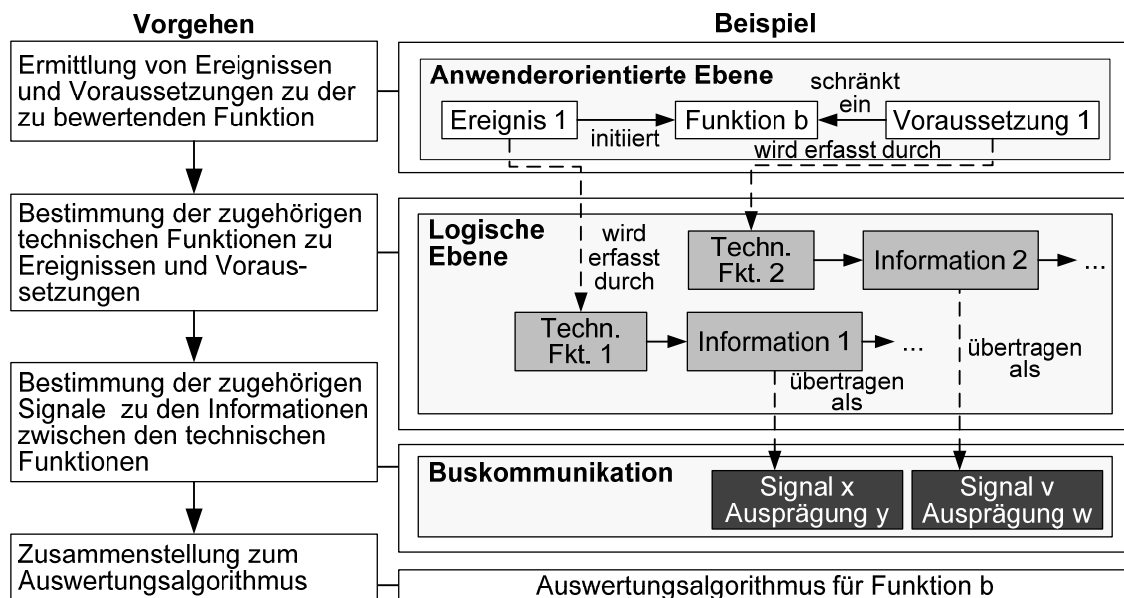 Vorgehen
Ermittlung von Ereignissen
und Voraussetzungen zu der
zu bewertenden Funktion
Bestimmung der zugehörigen
technischen Funktionen zu
Ereignissen und Voraus-
setzungen
Bestimmung der zugehörigen
Signale zu den Informationen
zwischen den technischen
Funktionen
Zusammenstellung zum
Auswertungsalgorithmus
Beispiel
Anwenderorientierte Ebene
Ereignis 1
initiiert
Funktion b
schränkt
ein
Voraussetzung 1
wird erfasst durch
Logische
Ebene
wird
erfasst
durch
Techn.
Fkt. 2
Information 2
...
Techn.
Fkt. 1
Information 1
...
übertragen
als
übertragen
als
Buskommunikation
Signal x
Ausprägung y
Signal v
Ausprägung w
Auswertungsalgorithmus für Funktion b